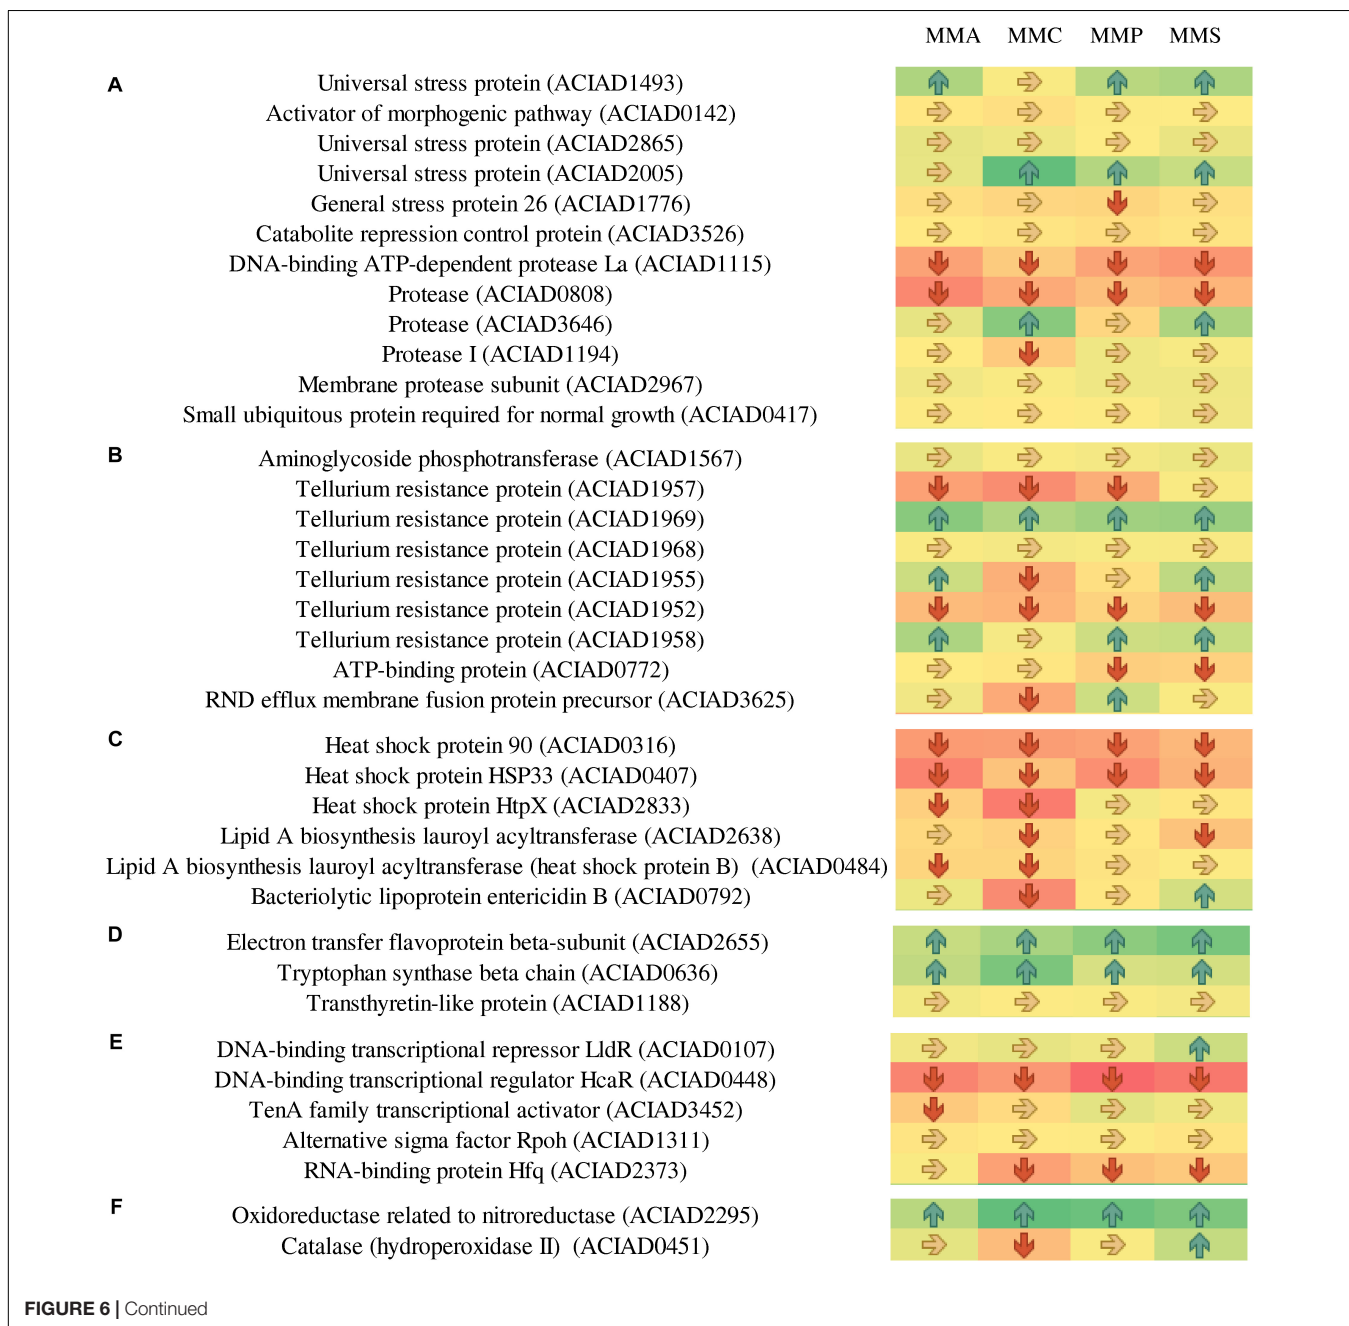 MMA MMC MMP MMS
A Universal stress protein (ACIAD1493)
Activator of morphogenic pathway (ACIAD0142)
Universal stress protein (ACIAD2865)
Universal stress protein (ACIAD2005)
General stress protein 26 (ACIAD1776)
Catabolite repression control protein (ACIAD3526)
DNA-binding ATP-dependent protease La (ACIAD1115)
Protease (ACIAD0808)
Protease (ACIAD3646)
Protease I (ACIAD1194)
Membrane protease subunit (ACIAD2967)
Small ubiquitous protein required for normal growth (ACIAD0417)
B Aminoglycoside phosphotransferase (ACIAD1567)
Tellurium resistance protein (ACIAD1957)
Tellurium resistance protein (ACIAD1969)
Tellurium resistance protein (ACIAD1968)
Tellurium resistance protein (ACIAD1955)
Tellurium resistance protein (ACIAD1952)
Tellurium resistance protein (ACIAD1958)
ATP-binding protein (ACIAD0772)
RND efflux membrane fusion protein precursor (ACIAD3625)
C Heat shock protein 90 (ACIAD0316)
Heat shock protein HSP33 (ACIAD0407)
Heat shock protein HtpX (ACIAD2833)
Lipid A biosynthesis lauroyl acyltransferase (ACIAD2638)
Lipid A biosynthesis lauroyl acyltransferase (heat shock protein B) (ACIAD0484)
Bacteriolytic lipoprotein entericidin B (ACIAD0792)
D Electron transfer flavoprotein beta-subunit (ACIAD2655)
Tryptophan synthase beta chain (ACIAD0636)
Transthyretin-like protein (ACIAD1188)
E DNA-binding transcriptional repressor LldR (ACIAD0107)
DNA-binding transcriptional regulator HcaR (ACIAD0448)
TenA family transcriptional activator (ACIAD3452)
Alternative sigma factor Rpoh (ACIAD1311)
RNA-binding protein Hfq (ACIAD2373)
F Oxidoreductase related to nitroreductase (ACIAD2295)
Catalase (hydroperoxidase II) (ACIAD0451)
FIGURE 6 | Continued